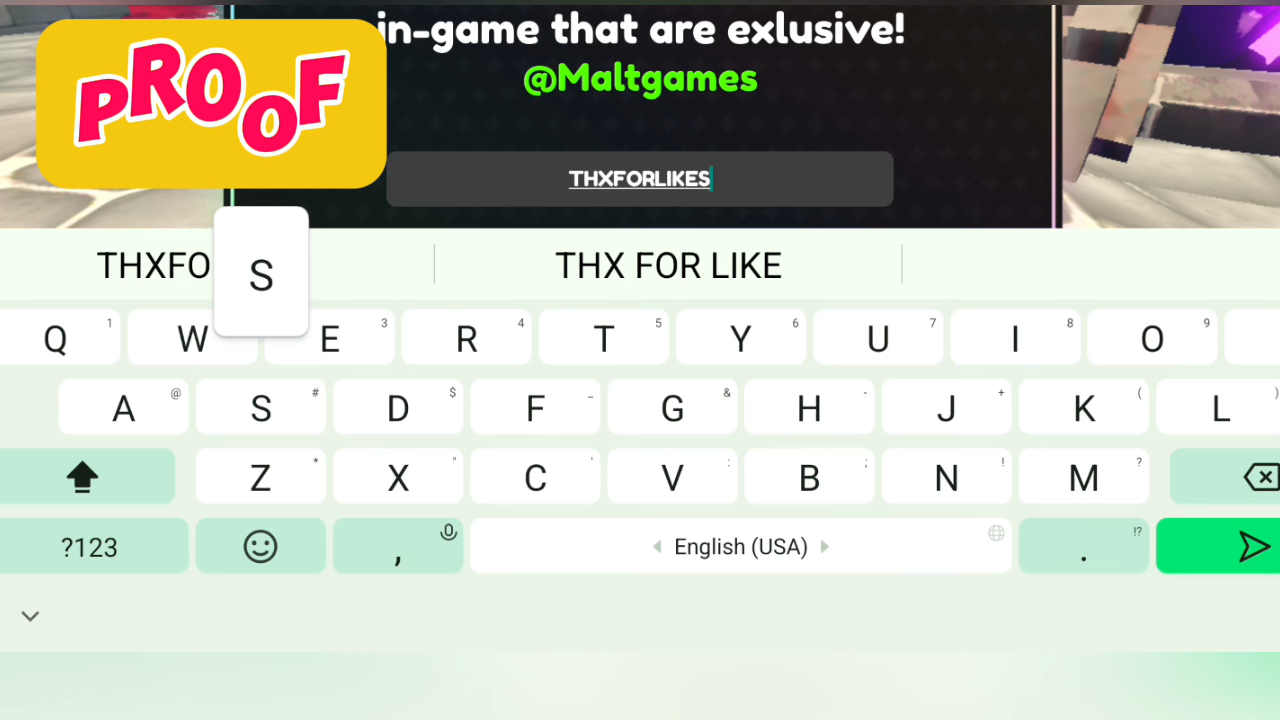 in-game that are exlusive!
@Maltgames
PROOF
THXFORLIKES
THXFO
S
THX FOR LIKE
Q 1 W E 3 R 4 T 5 Y 6 U 7 I 8 O 9
A @ S # D $ F _ G & H - J + K ( L )
Z * X " C ' V : B ; N ! M ?
?123 , English (USA) . !?